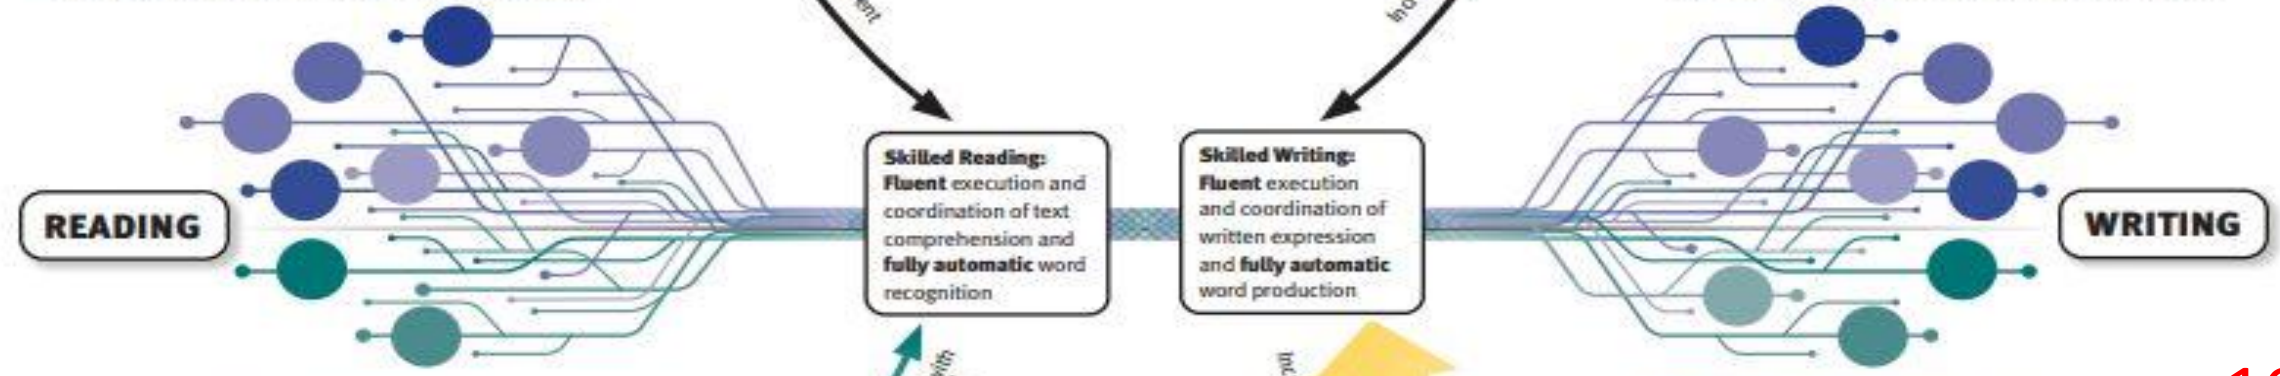 READING
Skilled Reading:
Fluent execution and
coordination of text
comprehension and
fully automatic word
recognition
Skilled Writing:
Fluent execution
and coordination of
written expression
and fully automatic
word production
WRITING
with